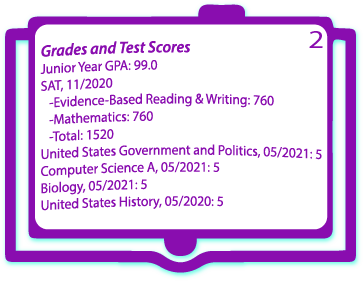 2
Grades and Test Scores
Junior Year GPA: 99.0
SAT, 11/2020
-Evidence-Based Reading & Writing: 760
-Mathematics: 760
-Total: 1520
United States Government and Politics, 05/2021: 5
Computer Science A, 05/2021: 5
Biology, 05/2021: 5
United States History, 05/2020: 5